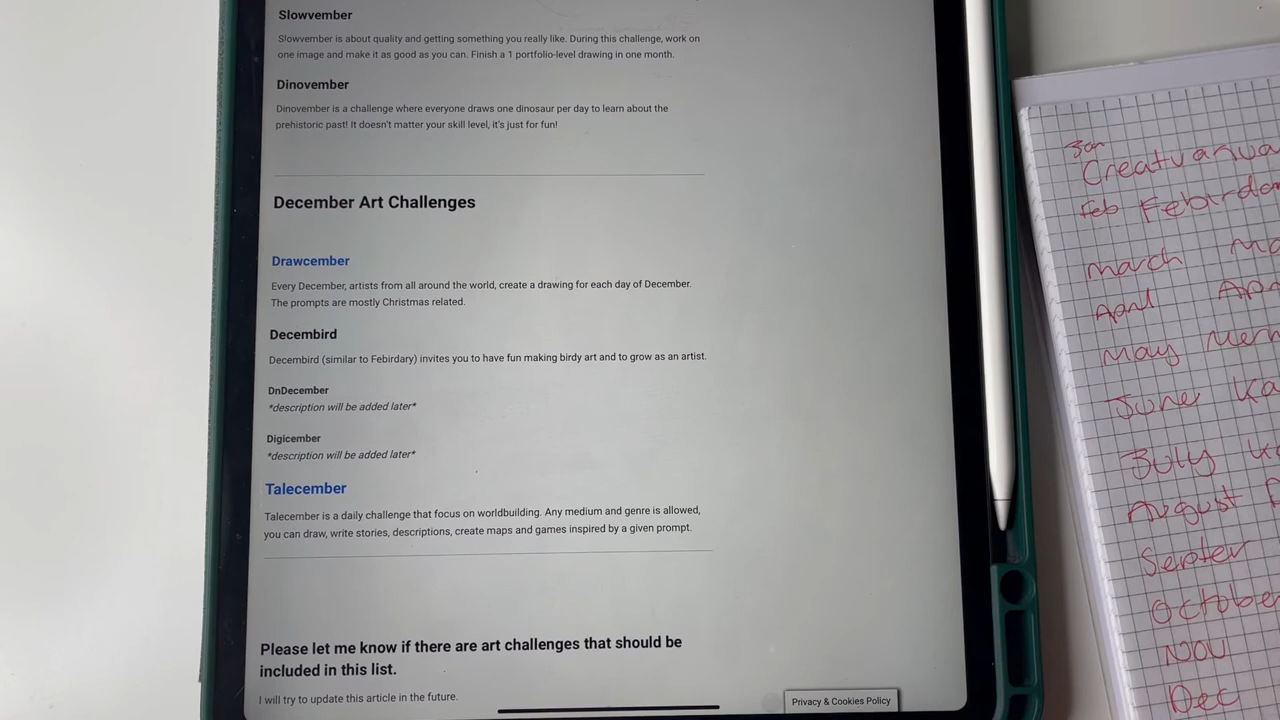 Slowvember
Slowvember is about quality and getting something you really like. During this challenge, work on
one image and make it as good as you can. Finish a 1 portfolio-level drawing in one month.
Dinovember
Dinovember is a challenge where everyone draws one dinosaur per day to learn about the
prehistoric past! It doesn't matter your skill level, it's just for fun!
December Art Challenges
Drawcember
Every December, artists from all around the world, create a drawing for each day of December.
The prompts are mostly Christmas related.
Decembird
Decembird (similar to Febirdary) invites you to have fun making birdy art and to grow as an artist.
DnDecember
*description will be added later*
Digicember
*description will be added later*
Talecember
Talecember is a daily challenge that focus on worldbuilding. Any medium and genre is allowed,
you can draw, write stories, descriptions, create maps and games inspired by a given prompt.
Please let me know if there are art challenges that should be
included in this list.
I will try to update this article in the future.
Privacy & Cookies Policy
Jan
Creatuanua
Feb Febirda
March Ma
April Ap
May Merm
June Ka
July
August
Septer
October
Nov
Dec